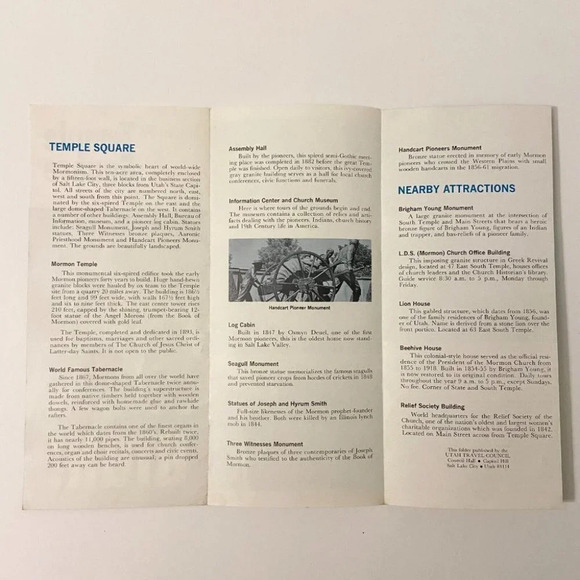 TEMPLE SQUARE
Temple Square is the symbolic heart of world-wide
Mormonism. This ten-acre area, completely enclosed
by a fifteen-foot wall, is located in the business section
of Salt Lake City, three blocks from Utah's State Capi-
tol. All streets of the city are numbered north, east,
west and south from this point. The Square is domi-
nated by the six-spired Temple on the east and the
large dome-shaped Tabernacle on the west. It contains
a number of other buildings: Assembly Hall, Bureau of
Information, museum, and a pioneer log cabin. Statues
include: Seagull Monument, Joseph and Hyrum Smith
statues, Three Witnesses bronze plaques, Aaronic
Priesthood Monument and Handcart Pioneers Monu-
ment. The grounds are beautifully landscaped.
Mormon Temple
This monumental six-spired edifice took the early
Mormon pioneers forty years to build. Huge hand-hewn
granite blocks were hauled by ox team to the Temple
site from a quarry 20 miles away. The building is 186½
feet long and 99 feet wide, with walls 167½ feet high
and six to nine feet thick. The east center tower rises
210 feet, capped by the shining, trumpet-bearing 12-
foot statue of the Angel Moroni (from the Book of
Mormon) covered with gold leaf.
The Temple, completed and dedicated in 1893, is
used for baptisms, marriages and other sacred ordi-
nances by members of The Church of Jesus Christ of
Latter-day Saints. It is not open to the public.
World Famous Tabernacle
Since 1867, Mormons from all over the world have
gathered in this domed-shaped Tabernacle twice annu-
ally for conferences. The building's superstructure is
made from native timbers held together with wooden
dowels, reinforced with homemade glue and rawhide
thongs. A few wagon bolts were used to anchor the
rafters.
The Tabernacle contains one of the finest organs in
the world which dates from the 1860's. Rebuilt twice,
it has nearly 11,000 pipes. The building, seating 8,000
on long wooden benches, is used for church confer-
ences, organ and choir recitals, concerts and civic events.
Acoustics of the building are unusual; a pin dropped
200 feet away can be heard.
Assembly Hall
Built by the pioneers, this spired semi-Gothic meet-
ing place was completed in 1882 before the great Tem-
ple was finished. Open daily to visitors, this ivy-covered
gray granite building serves as a hall for local church
conferences, civic functions and funerals.
Information Center and Church Museum
Here is where tours of the grounds begin and end.
The museum contains a collection of relics and arti-
facts dealing with the pioneers, Indians, church history
and 19th Century life in America.
Handcart Pioneer Monument
Log Cabin
Built in 1847 by Osmyn Deuel, one of the first
Mormon pioneers, this is the oldest home now stand-
ing in Salt Lake Valley.
Seagull Monument
This bronze statue memorializes the famous seagulls
that saved pioneer crops from hordes of crickets in 1848
and prevented starvation.
Statues of Joseph and Hyrum Smith
Full-size likenesses of the Mormon prophet-founder
and his brother. Both were killed by an Illinois lynch
mob in 1844.
Three Witnesses Monument
Bronze plaques of three contemporaries of Joseph
Smith who testified to the authenticity of the Book of
Mormon.
Handcart Pioneers Monument
Bronze statue erected in memory of early Mormon
pioneers who crossed the Western Plains with small
wooden handcarts in the 1856-61 migration.
NEARBY ATTRACTIONS
Brigham Young Monument
A large granite monument at the intersection of
South Temple and Main Streets that bears a heroic
bronze figure of Brigham Young, figures of an Indian
and trapper, and bas-reliefs of a pioneer family.
L.D.S. (Mormon) Church Office Building
This imposing granite structure in Greek Revival
design, located at 47 East South Temple, houses offices
of church leaders and the Church Historian's library.
Guide service 8:30 a.m. to 5 p.m., Monday through
Friday.
Lion House
This gabled structure, which dates from 1856, was
one of the family residences of Brigham Young, found-
er of Utah. Name is derived from a stone lion over the
front portico. Located at 63 East South Temple.
Beehive House
This colonial-style house served as the official resi-
dence of the President of the Mormon Church from
1855 to 1918. Built in 1854-55 by Brigham Young, it
is now restored to its original condition. Daily tours
throughout the year 9 a.m. to 5 p.m., except Sundays.
No fee. Corner of State and South Temple.
Relief Society Building
World headquarters for the Relief Society of the
Church, one of the nation's oldest and largest women's
charitable organizations which was founded in 1842.
Located on Main Street across from Temple Square.
This folder published by the
UTAH TRAVEL COUNCIL
Council Hall • Capitol Hill
Salt Lake City • Utah 84114